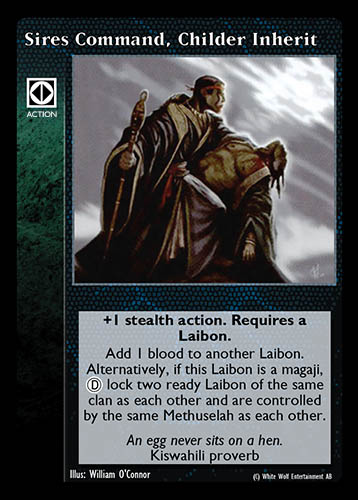 Sires Command, Childer Inherit
ACTION
+1 stealth action. Requires a
Laibon.
Add 1 blood to another Laibon.
Alternatively, if this Laibon is a magaji,
Ⓓ lock two ready Laibon of the same
clan as each other and are controlled
by the same Methuselah as each other.
An egg never sits on a hen.
Kiswahili proverb
Illus: William O'Connor
(C) White Wolf Entertainment AB